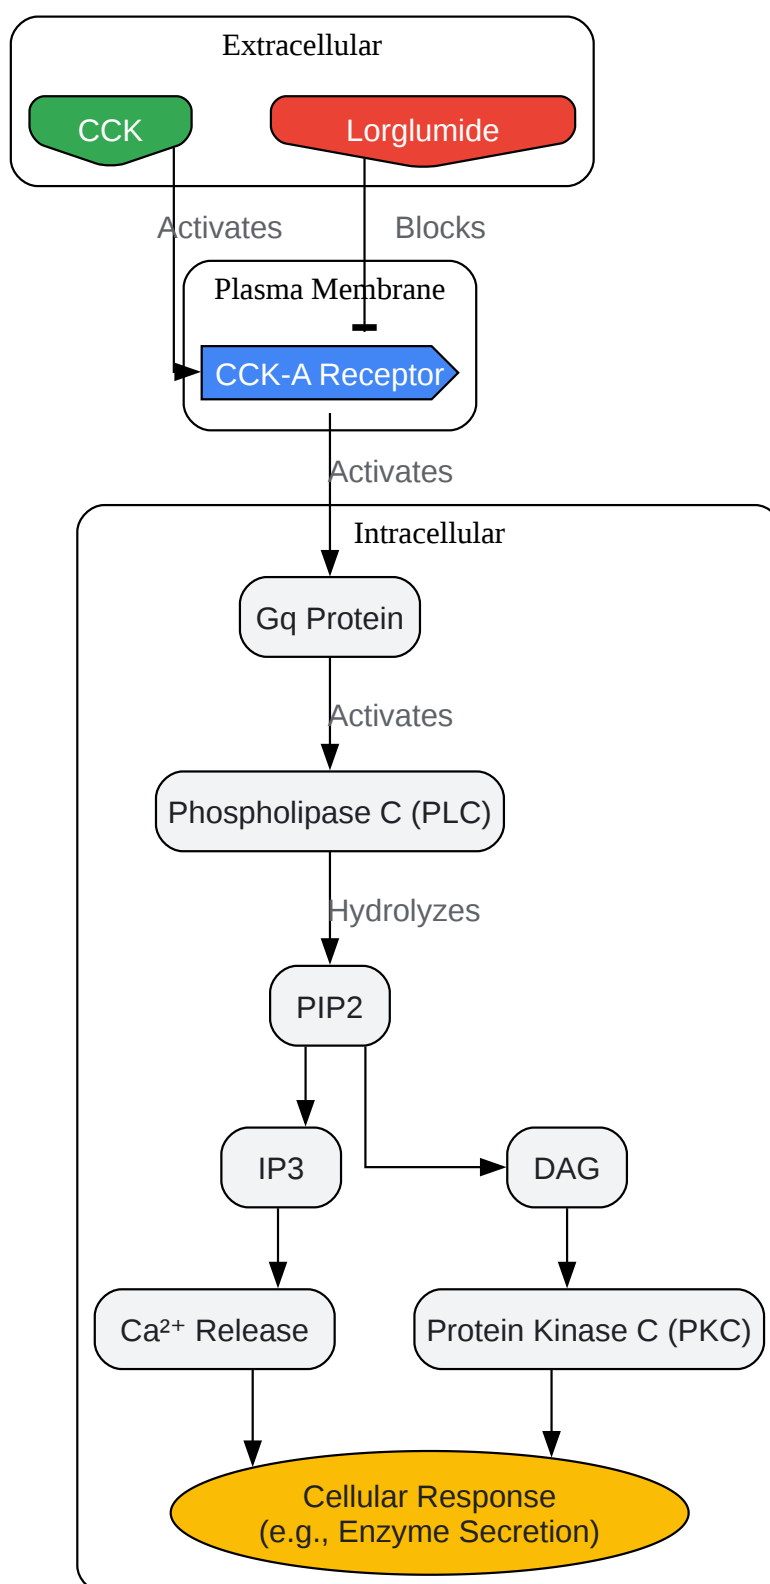 Extracellular
CCK
Lorglumide
Activates
Blocks
Plasma Membrane
CCK-A Receptor
Activates
Intracellular
Gq Protein
Activates
Phospholipase C (PLC)
Hydrolyzes
PIP2
IP3
DAG
Ca²⁺ Release
Protein Kinase C (PKC)
Cellular Response
(e.g., Enzyme Secretion)